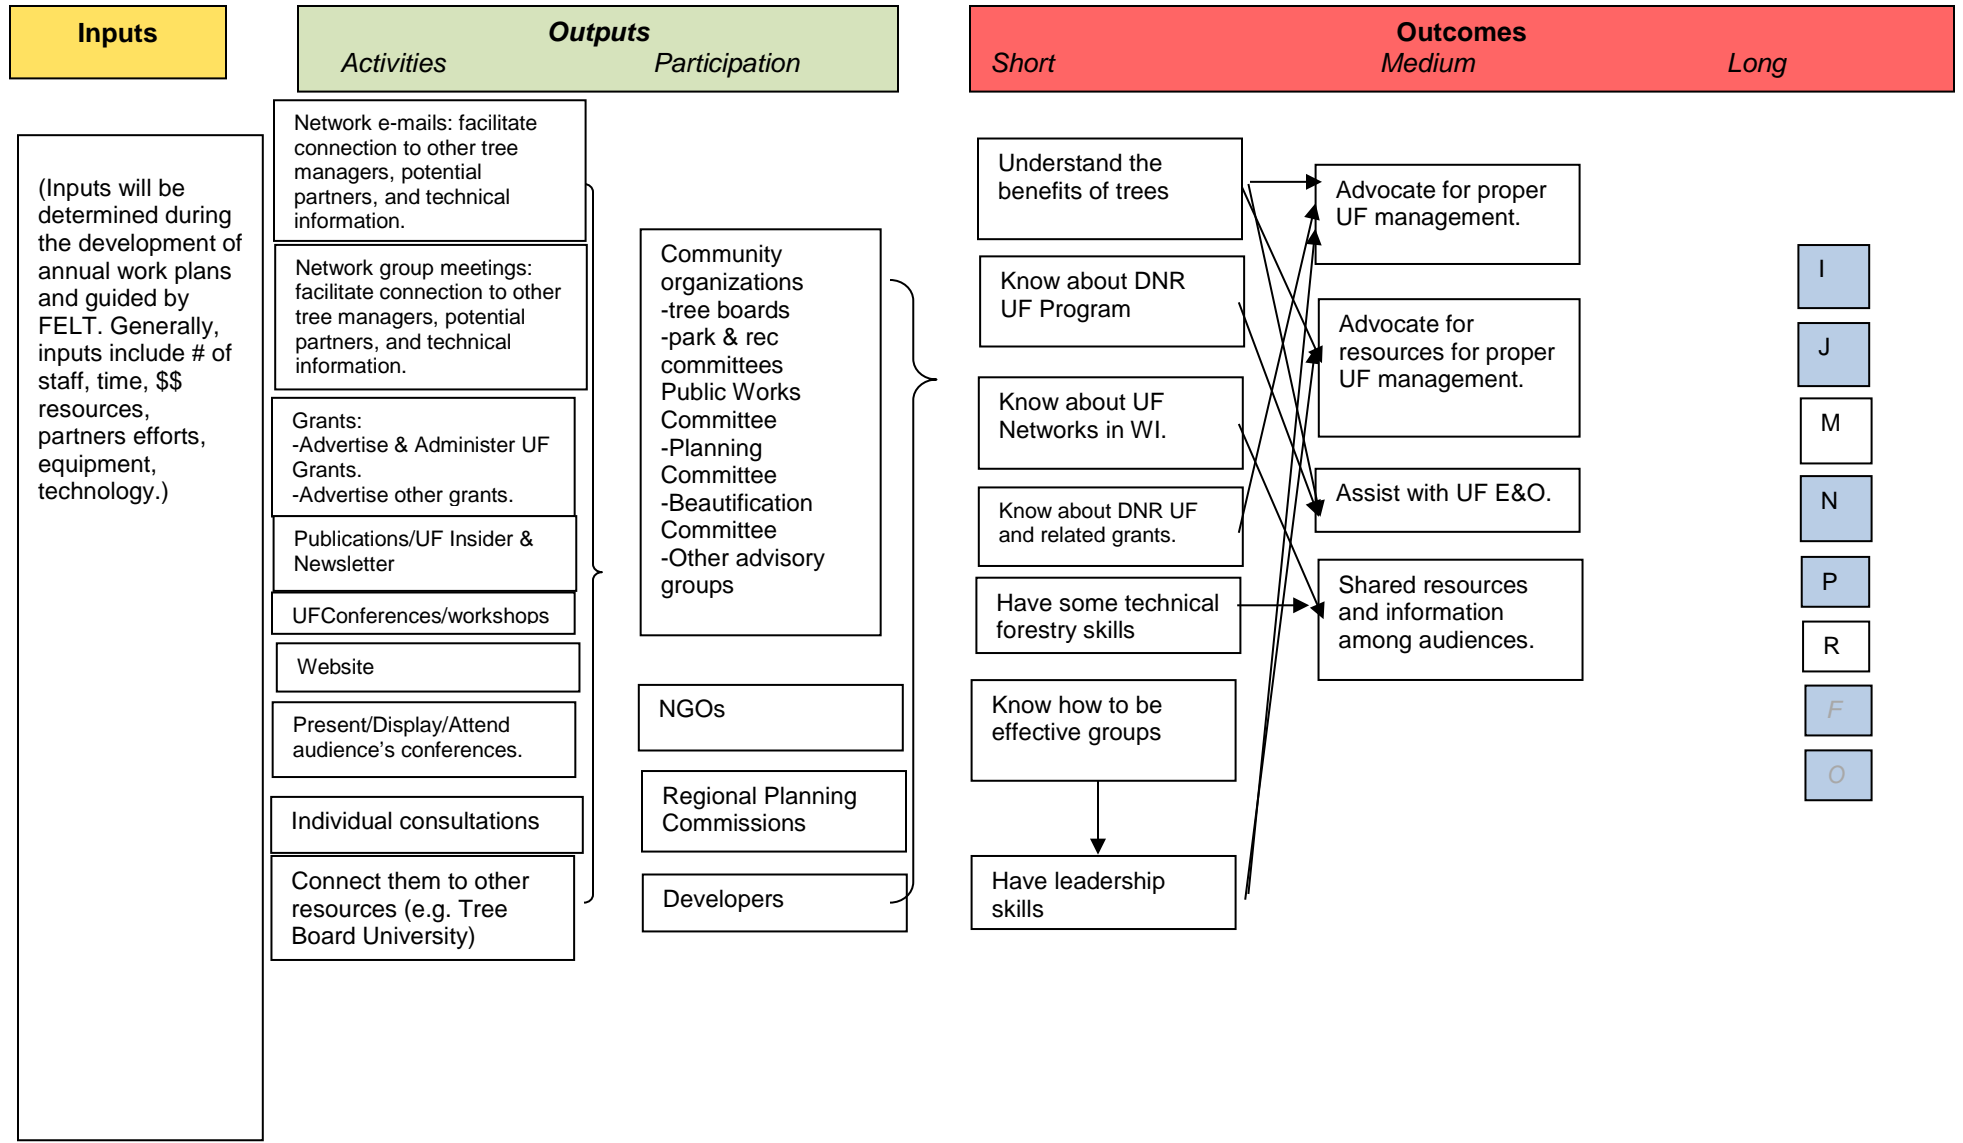 Inputs
Outputs
Activities Participation
Outcomes
Short Medium Long
(Inputs will be
determined during
the development of
annual work plans
and guided by
FELT. Generally,
inputs include # of
staff, time, $$
resources,
partners efforts,
equipment,
technology.)
Network e-mails: facilitate
connection to other tree
managers, potential
partners, and technical
information.
Network group meetings:
facilitate connection to other
tree managers, potential
partners, and technical
information.
Grants:
-Advertise & Administer UF
Grants.
-Advertise other grants.
Publications/UF Insider &
Newsletter
UFConferences/workshops
Website
Present/Display/Attend
audience’s conferences.
Individual consultations
Connect them to other
resources (e.g. Tree
Board University)
Community
organizations
-tree boards
-park & rec
committees
Public Works
Committee
-Planning
Committee
-Beautification
Committee
-Other advisory
groups
NGOs
Regional Planning
Commissions
Developers
Understand the
benefits of trees
Know about DNR
UF Program
Know about UF
Networks in WI.
Know about DNR UF
and related grants.
Have some technical
forestry skills
Know how to be
effective groups
Have leadership
skills
Advocate for proper
UF management.
Advocate for
resources for proper
UF management.
Assist with UF E&O.
Shared resources
and information
among audiences.
I
J
M
N
P
R
F
O